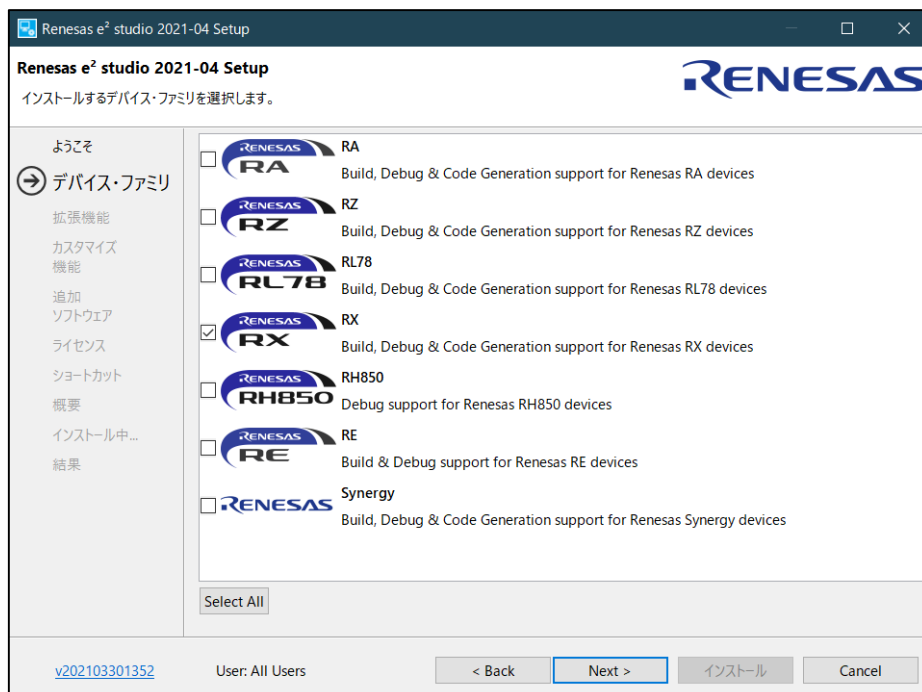 Renesas e² studio 2021-04 Setup
Renesas e² studio 2021-04 Setup
インストールするデバイス・ファミリを選択します。
RENESAS
ようこそ
デバイス・ファミリ
拡張機能
カスタマイズ
機能
追加
ソフトウェア
ライセンス
ショートカット
概要
インストール中...
結果
RENESAS
RA
RA
Build, Debug & Code Generation support for Renesas RA devices
RENESAS
RZ
RZ
Build, Debug & Code Generation support for Renesas RZ devices
RENESAS
RL78
RL78
Build, Debug & Code Generation support for Renesas RL78 devices
RENESAS
RX
RX
Build, Debug & Code Generation support for Renesas RX devices
RENESAS
RH850
RH850
Debug support for Renesas RH850 devices
RENESAS
RE
RE
Build & Debug support for Renesas RE devices
RENESAS
Synergy
Build, Debug & Code Generation support for Renesas Synergy devices
Select All
v202103301352
User: All Users
< Back
Next >
インストール
Cancel